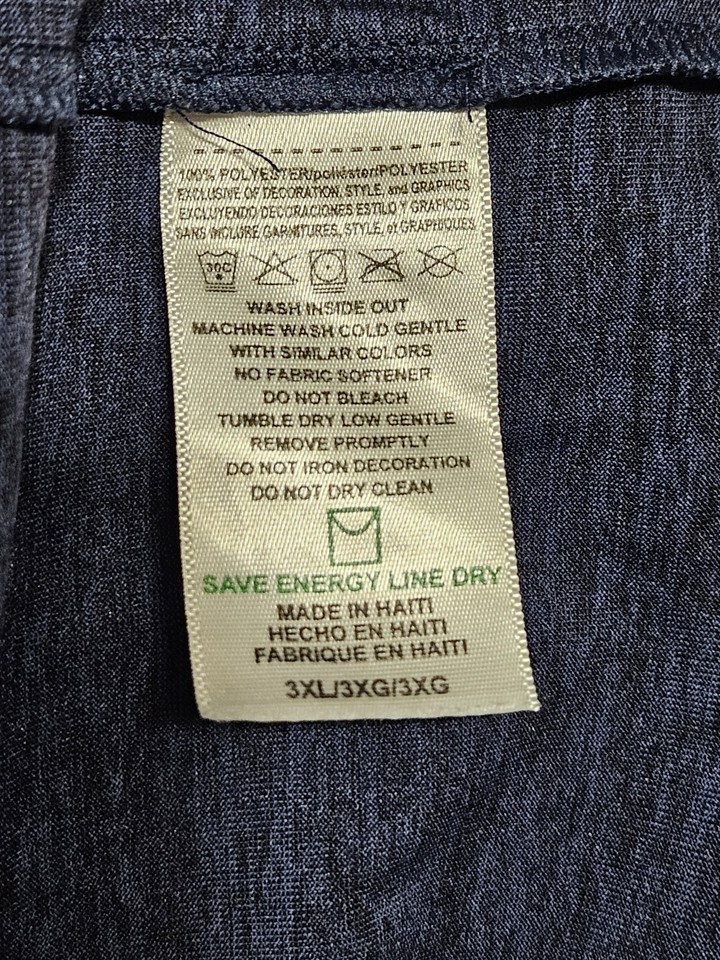 100% POLYESTER/poliéster/POLYESTER
EXCLUSIVE OF DECORATION, STYLE, and GRAPHICS
EXCLUYENDO DECORACIONES ESTILO Y GRAFICOS
SANS INCLURE GARNITURES, STYLE, et GRAPHIQUES
30C
WASH INSIDE OUT
MACHINE WASH COLD GENTLE
WITH SIMILAR COLORS
NO FABRIC SOFTENER
DO NOT BLEACH
TUMBLE DRY LOW GENTLE
REMOVE PROMPTLY
DO NOT IRON DECORATION
DO NOT DRY CLEAN
SAVE ENERGY LINE DRY
MADE IN HAITI
HECHO EN HAITI
FABRIQUE EN HAITI
3XL/3XG/3XG